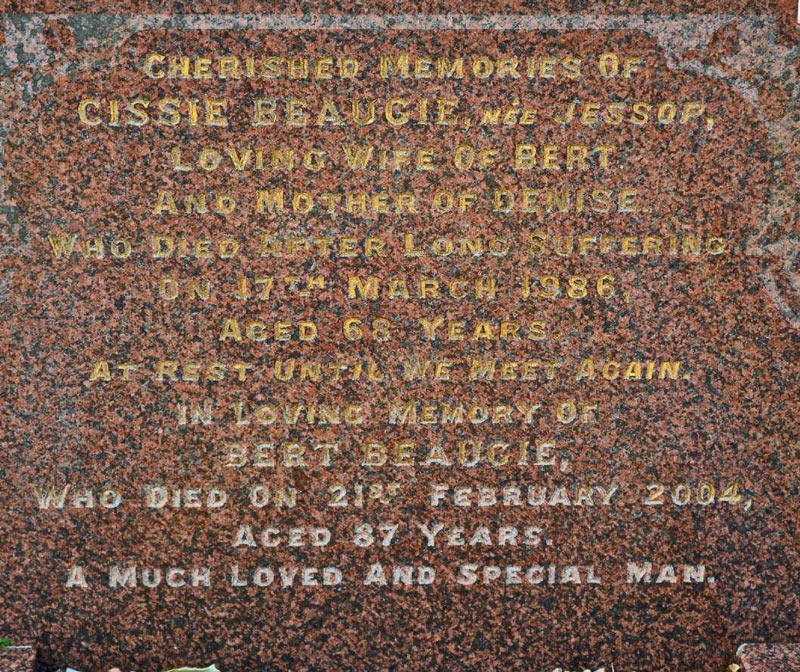 CHERISHED MEMORIES OF
CISSIE BEAUGIE, NÉE JESSOP,
LOVING WIFE OF BERT
AND MOTHER OF DENISE.
WHO DIED AFTER LONG SUFFERING
ON 17TH MARCH 1986,
AGED 68 YEARS.
AT REST UNTIL WE MEET AGAIN.
IN LOVING MEMORY OF
BERT BEAUGIE,
WHO DIED ON 21ST FEBRUARY 2004,
AGED 87 YEARS.
A MUCH LOVED AND SPECIAL MAN.